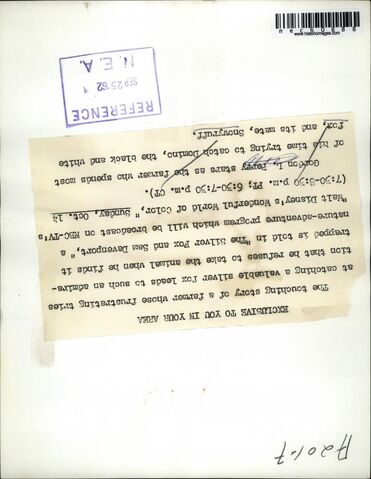 www.historicimages.com
REFERENCE
SEP 25 '62
N. E. A.
EXCLUSIVE TO YOU IN YOUR AREA
The touching story of a farmer whose frustrating tries
at catching a valuable silver fox leads to such an admira-
tion that he refuses to take the animal when he finds it
trapped is told in "The Silver Fox and Sam Davenport," a
nature-adventure program which will be broadcast on NBC-TV's
"Walt Disney's Wonderful World of Color," Sunday, Oct. 14
(7:30-8:30 p.m. ET; 6:30-7:30 p.m. CT).
Gordon L. Perry stars as the farmer who spends most
of his time trying to catch Domino, the black and white
fox, and its mate, Snowyruff.